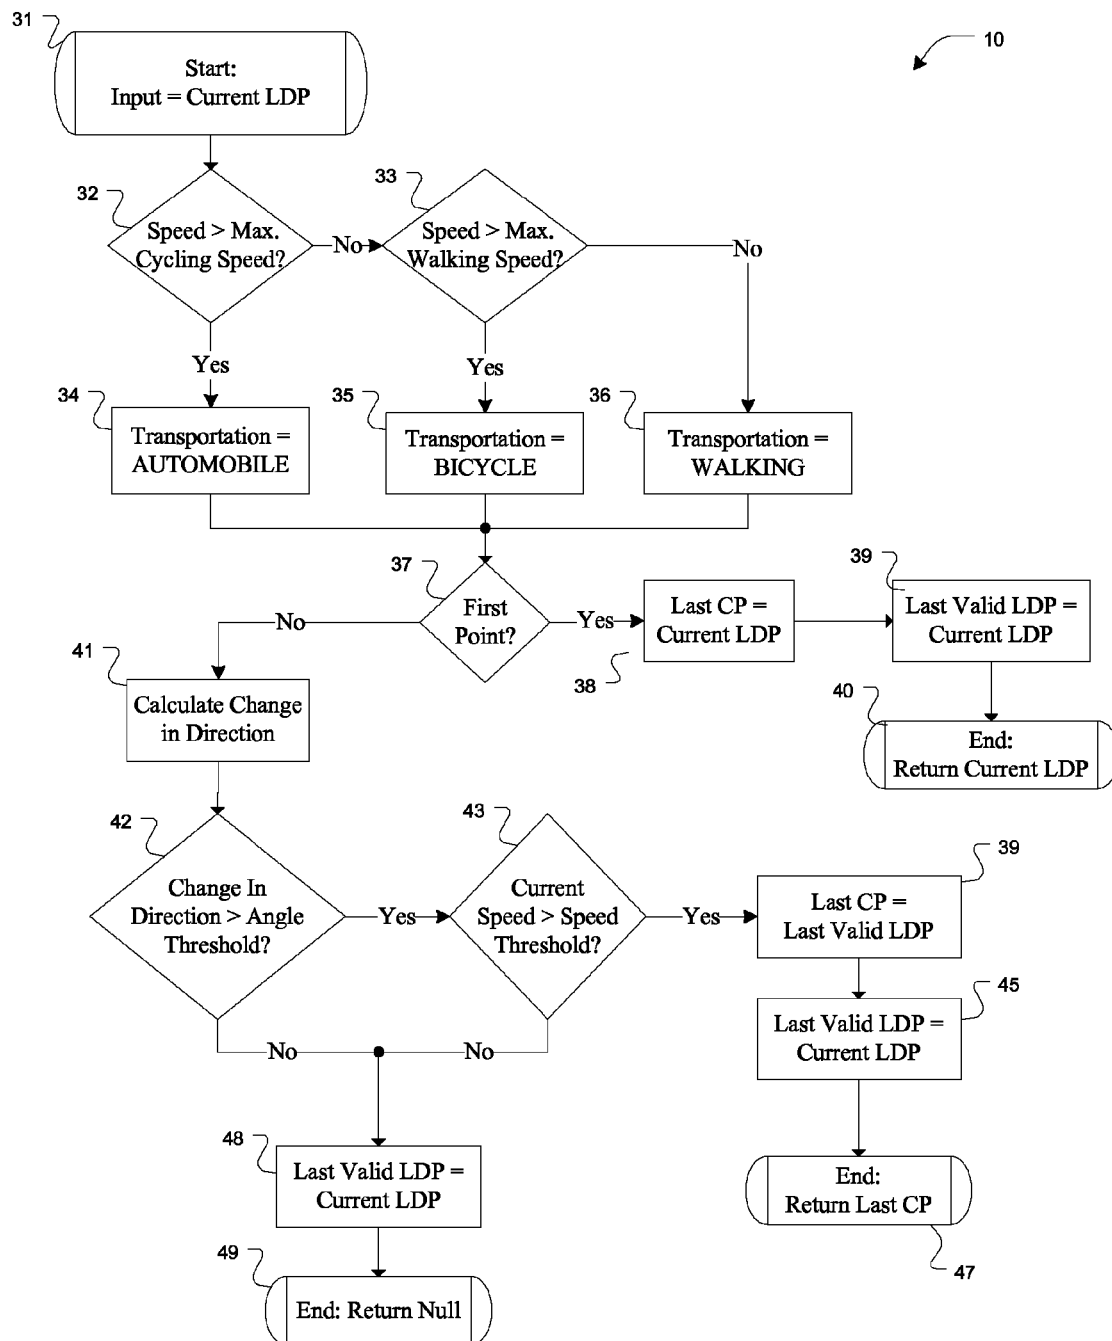 31
10
Start:
Input = Current LDP
32
33
Speed > Max.
Cycling Speed?
No
Speed > Max.
Walking Speed?
No
Yes
Yes
34
35
36
Transportation =
AUTOMOBILE
Transportation =
BICYCLE
Transportation =
WALKING
37
39
First
Point?
No
Yes
Last CP =
Current LDP
38
Last Valid LDP =
Current LDP
41
Calculate Change
in Direction
40
End:
Return Current LDP
42
43
39
Change In
Direction > Angle
Threshold?
Yes
Current
Speed > Speed
Threshold?
Yes
Last CP =
Last Valid LDP
45
Last Valid LDP =
Current LDP
No
No
48
Last Valid LDP =
Current LDP
End:
Return Last CP
47
49
End: Return Null